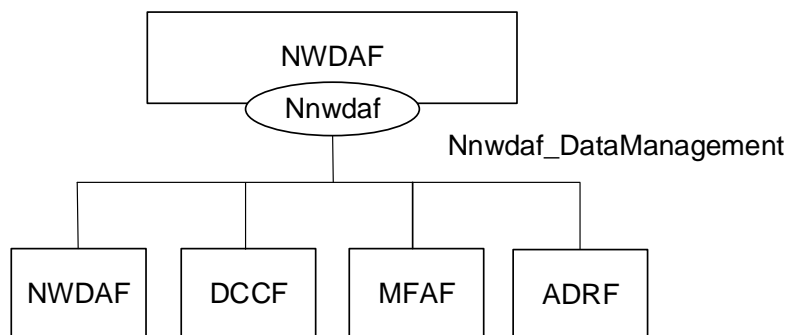 NWDAF
Nnwdaf
Nnwdaf_DataManagement
NWDAF
DCCF
MFAF
ADRF